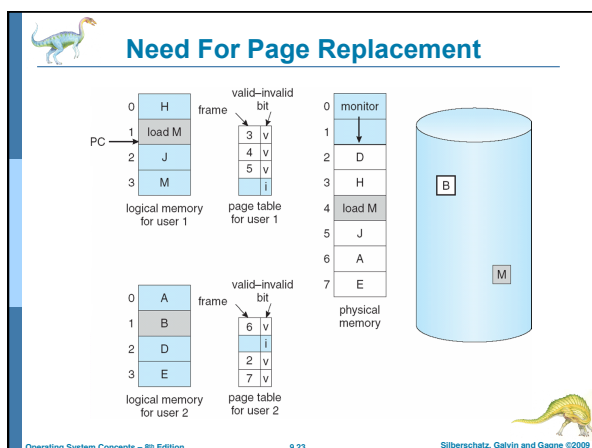 Need For Page Replacement
valid–invalid
bit
frame
0 H
1 load M
2 J
3 M
PC
3 v
4 v
5 v
i
logical memory
for user 1
page table
for user 1
valid–invalid
bit
frame
0 A
1 B
2 D
3 E
6 v
i
2 v
7 v
logical memory
for user 2
page table
for user 2
0 monitor
1
2 D
3 H
4 load M
5 J
6 A
7 E
physical
memory
B
M
Operating System Concepts – 8th Edition
9.23
Silberschatz, Galvin and Gagne ©2009